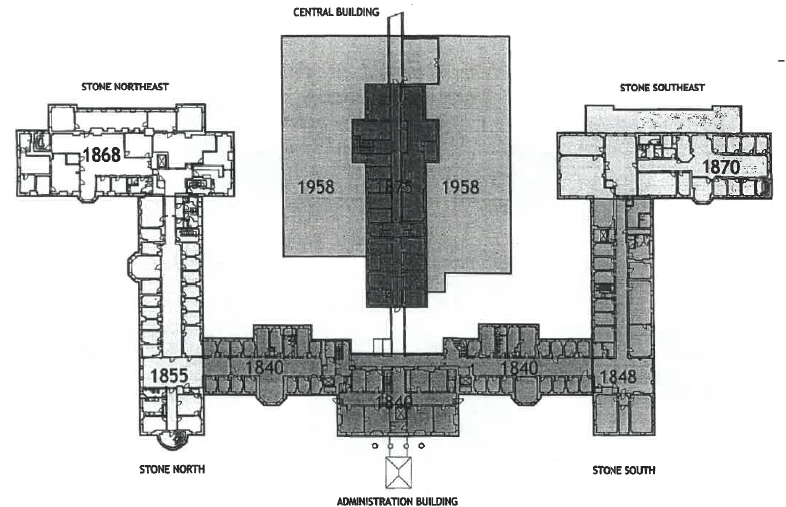 CENTRAL BUILDING
STONE NORTHEAST
STONE SOUTHEAST
1868
1870
1958
1875
1958
1855
1840
1840
1848
1840
STONE NORTH
STONE SOUTH
ADMINISTRATION BUILDING